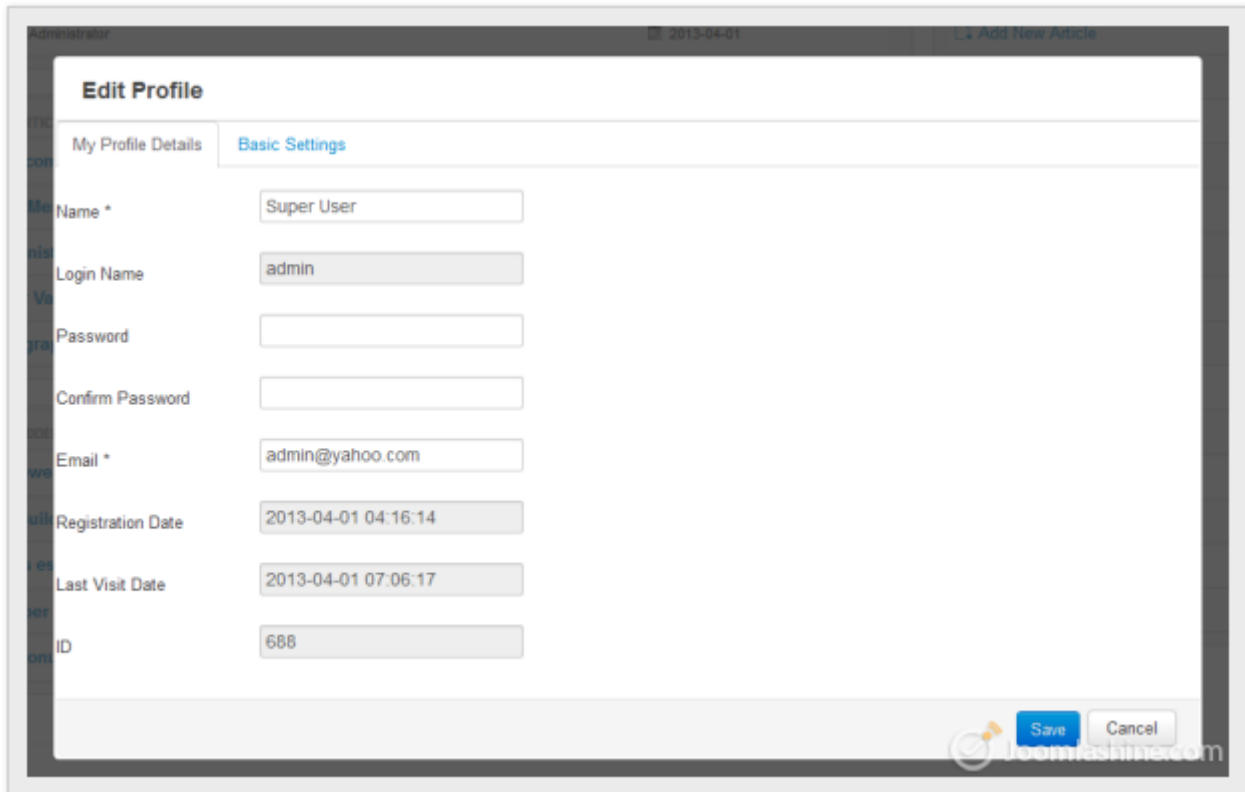 Administrator 2013-04-01 Add New Article
Edit Profile
My Profile Details Basic Settings
Name * Super User
Login Name admin
Password
Confirm Password
Email * admin@yahoo.com
Registration Date 2013-04-01 04:16:14
Last Visit Date 2013-04-01 07:06:17
ID 688
Save Cancel
Joomlashine.com